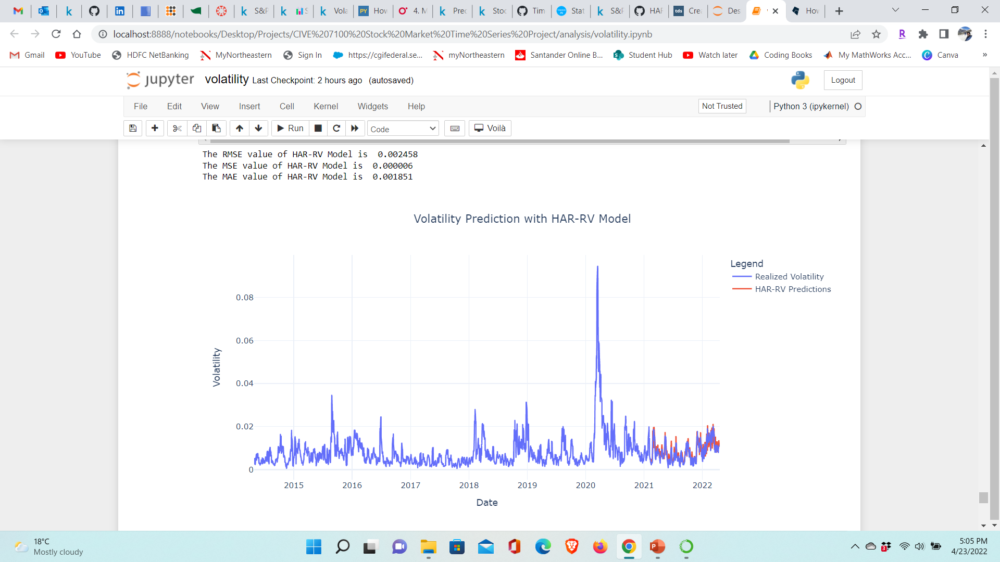 S&F
S
Vola
PY
How
4. M
Prec
Stoc
Tim
Stat
S&F
HAF
tds
Crea
Des
How
localhost:8888/notebooks/Desktop/Projects/CIVE%207100%20Stock%20Market%20Time%20Series%20Project/analysis/volatility.ipynb
Gmail
YouTube
HDFC NetBanking
MyNortheastern
Sign In
https://cgifederal.se...
myNortheastern
Santander Online B...
Student Hub
Watch later
Coding Books
My MathWorks Acc...
Canva
»
jupyter volatility Last Checkpoint: 2 hours ago (autosaved)
Logout
File Edit View Insert Cell Kernel Widgets Help
Not Trusted
Python 3 (ipykernel)
Run
Code
Voilà
The RMSE value of HAR-RV Model is 0.002458
The MSE value of HAR-RV Model is 0.000006
The MAE value of HAR-RV Model is 0.001851
Volatility Prediction with HAR-RV Model
Legend
Realized Volatility
HAR-RV Predictions
0.08
0.06
0.04
0.02
0
Volatility
2015 2016 2017 2018 2019 2020 2021 2022
Date
18°C
Mostly cloudy
3
5:05 PM
4/23/2022